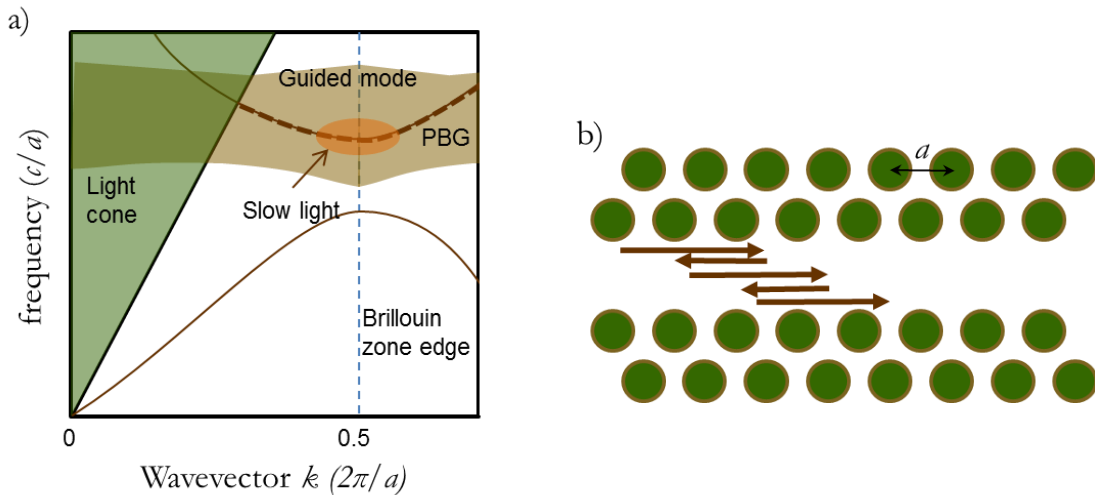 a)
Guided mode
PBG
b)
a
Light
cone
Slow light
Brillouin
zone edge
frequency (c/a)
0
0.5
Wavevector k (2π/a)